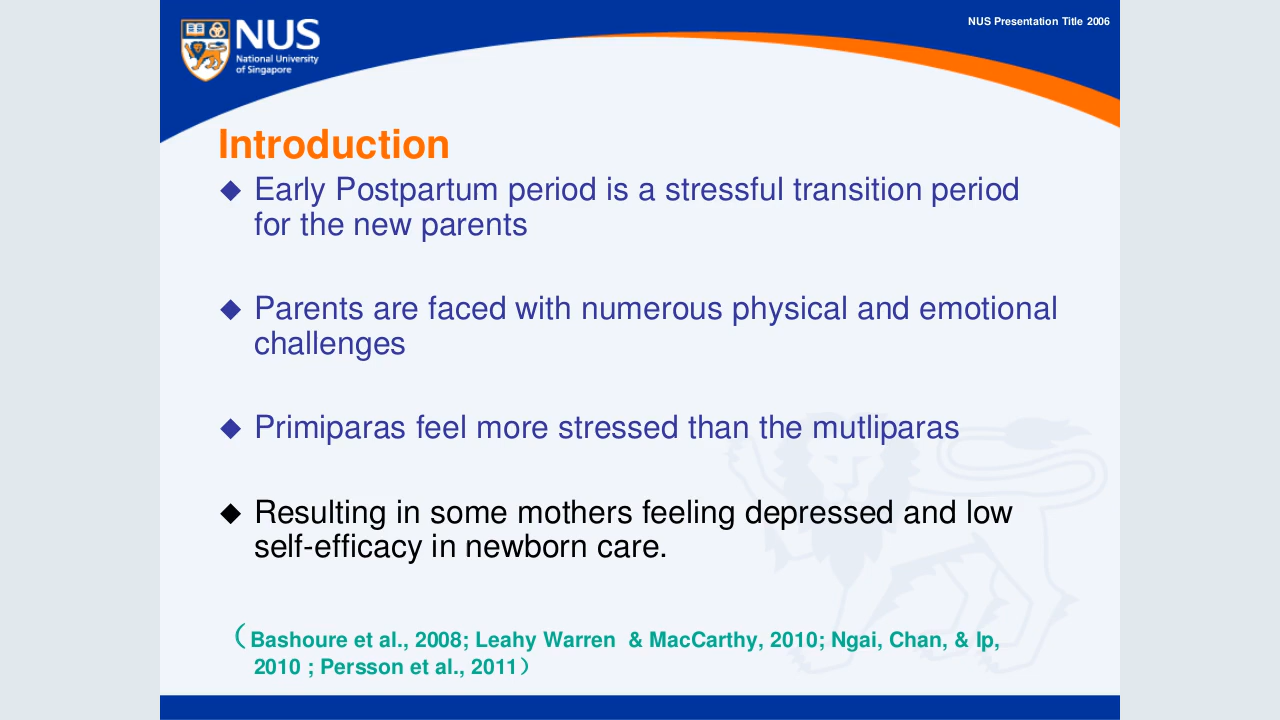 NUS
National University
of Singapore
NUS Presentation Title 2006
Introduction
◆ Early Postpartum period is a stressful transition period
for the new parents
◆ Parents are faced with numerous physical and emotional
challenges
◆ Primiparas feel more stressed than the mutliparas
◆ Resulting in some mothers feeling depressed and low
self-efficacy in newborn care.
（Bashoure et al., 2008; Leahy Warren & MacCarthy, 2010; Ngai, Chan, & Ip,
2010 ; Persson et al., 2011）